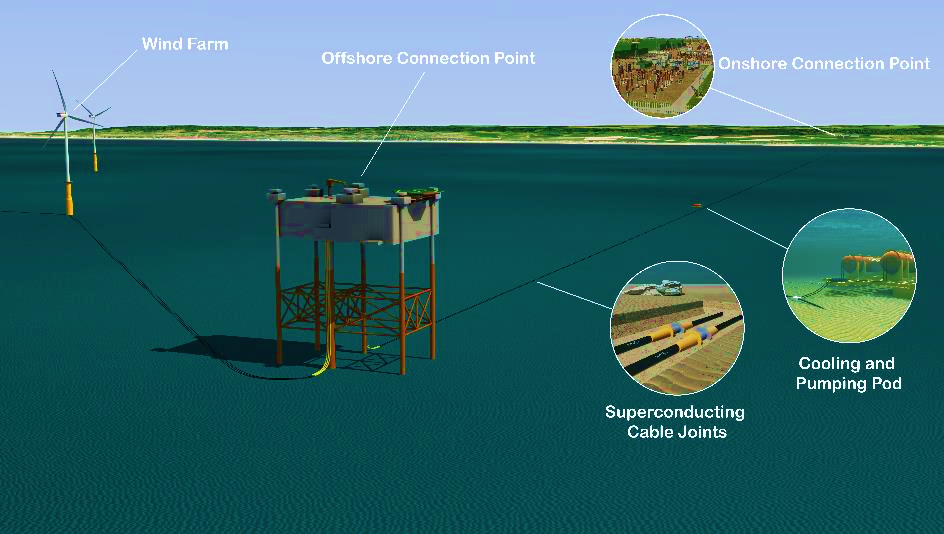 Wind Farm
Offshore Connection Point
Onshore Connection Point
Cooling and
Pumping Pod
Superconducting
Cable Joints